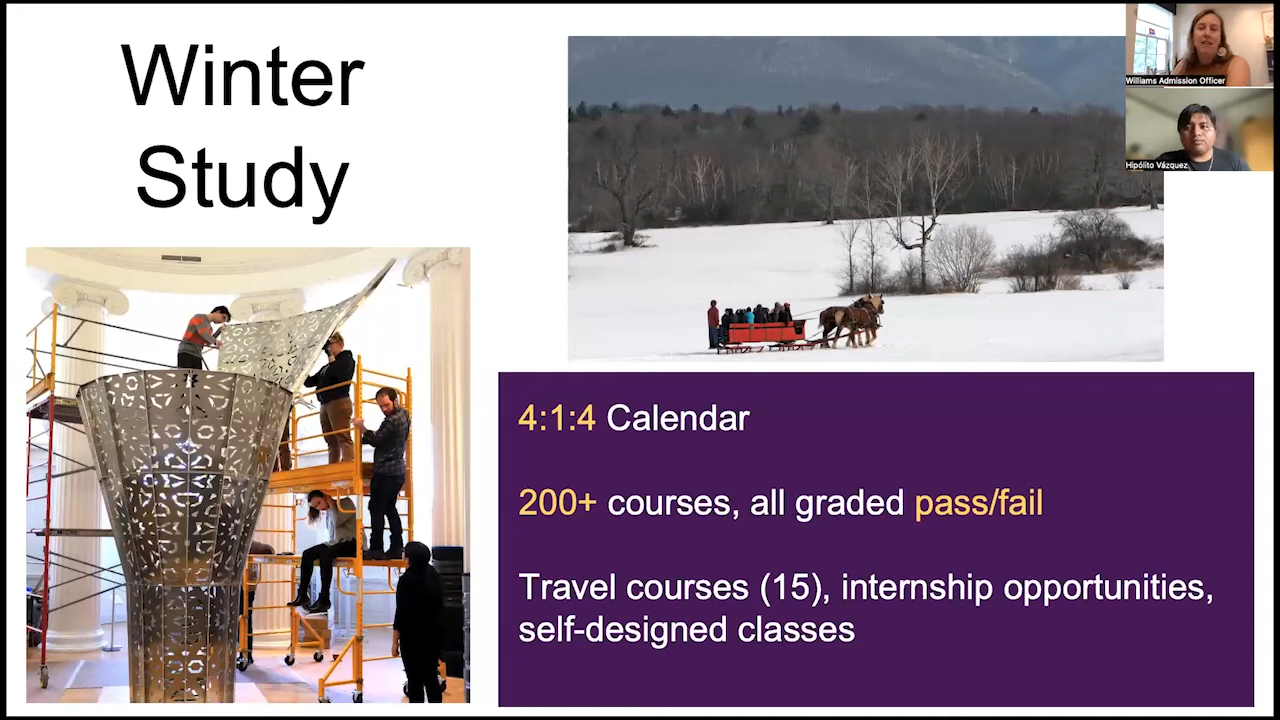 Winter
Study
Williams Admission Officer
Hipólito Vázquez
4:1:4 Calendar
200+ courses, all graded pass/fail
Travel courses (15), internship opportunities,
self-designed classes